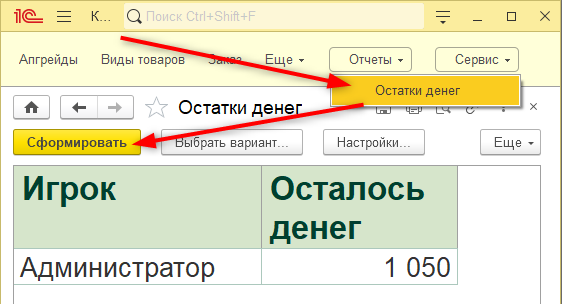 1С К... Поиск Ctrl+Shift+F
Апгрейды Виды товаров Заказ Еще Отчеты Сервис
Остатки денег
Остатки денег
Сформировать Выбрать вариант... Настройки... Еще
Игрок Осталось
денег
Администратор 1 050